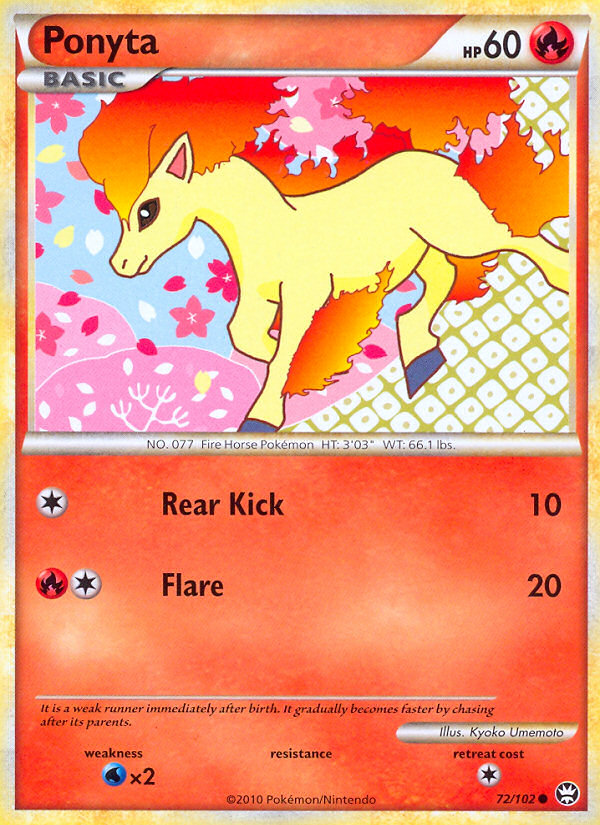 Ponyta
HP 60
BASIC
NO. 077 Fire Horse Pokémon HT: 3'03" WT: 66.1 lbs.
Rear Kick 10
Flare 20
It is a weak runner immediately after birth. It gradually becomes faster by chasing
after its parents.
Illus. Kyoko Umemoto
weakness resistance retreat cost
×2
©2010 Pokémon/Nintendo 72/102